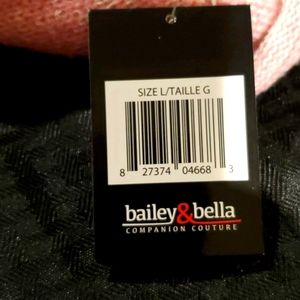 SIZE L/TAILLE G
8 27374 04668 3
bailey&bella
COMPANION COUTURE